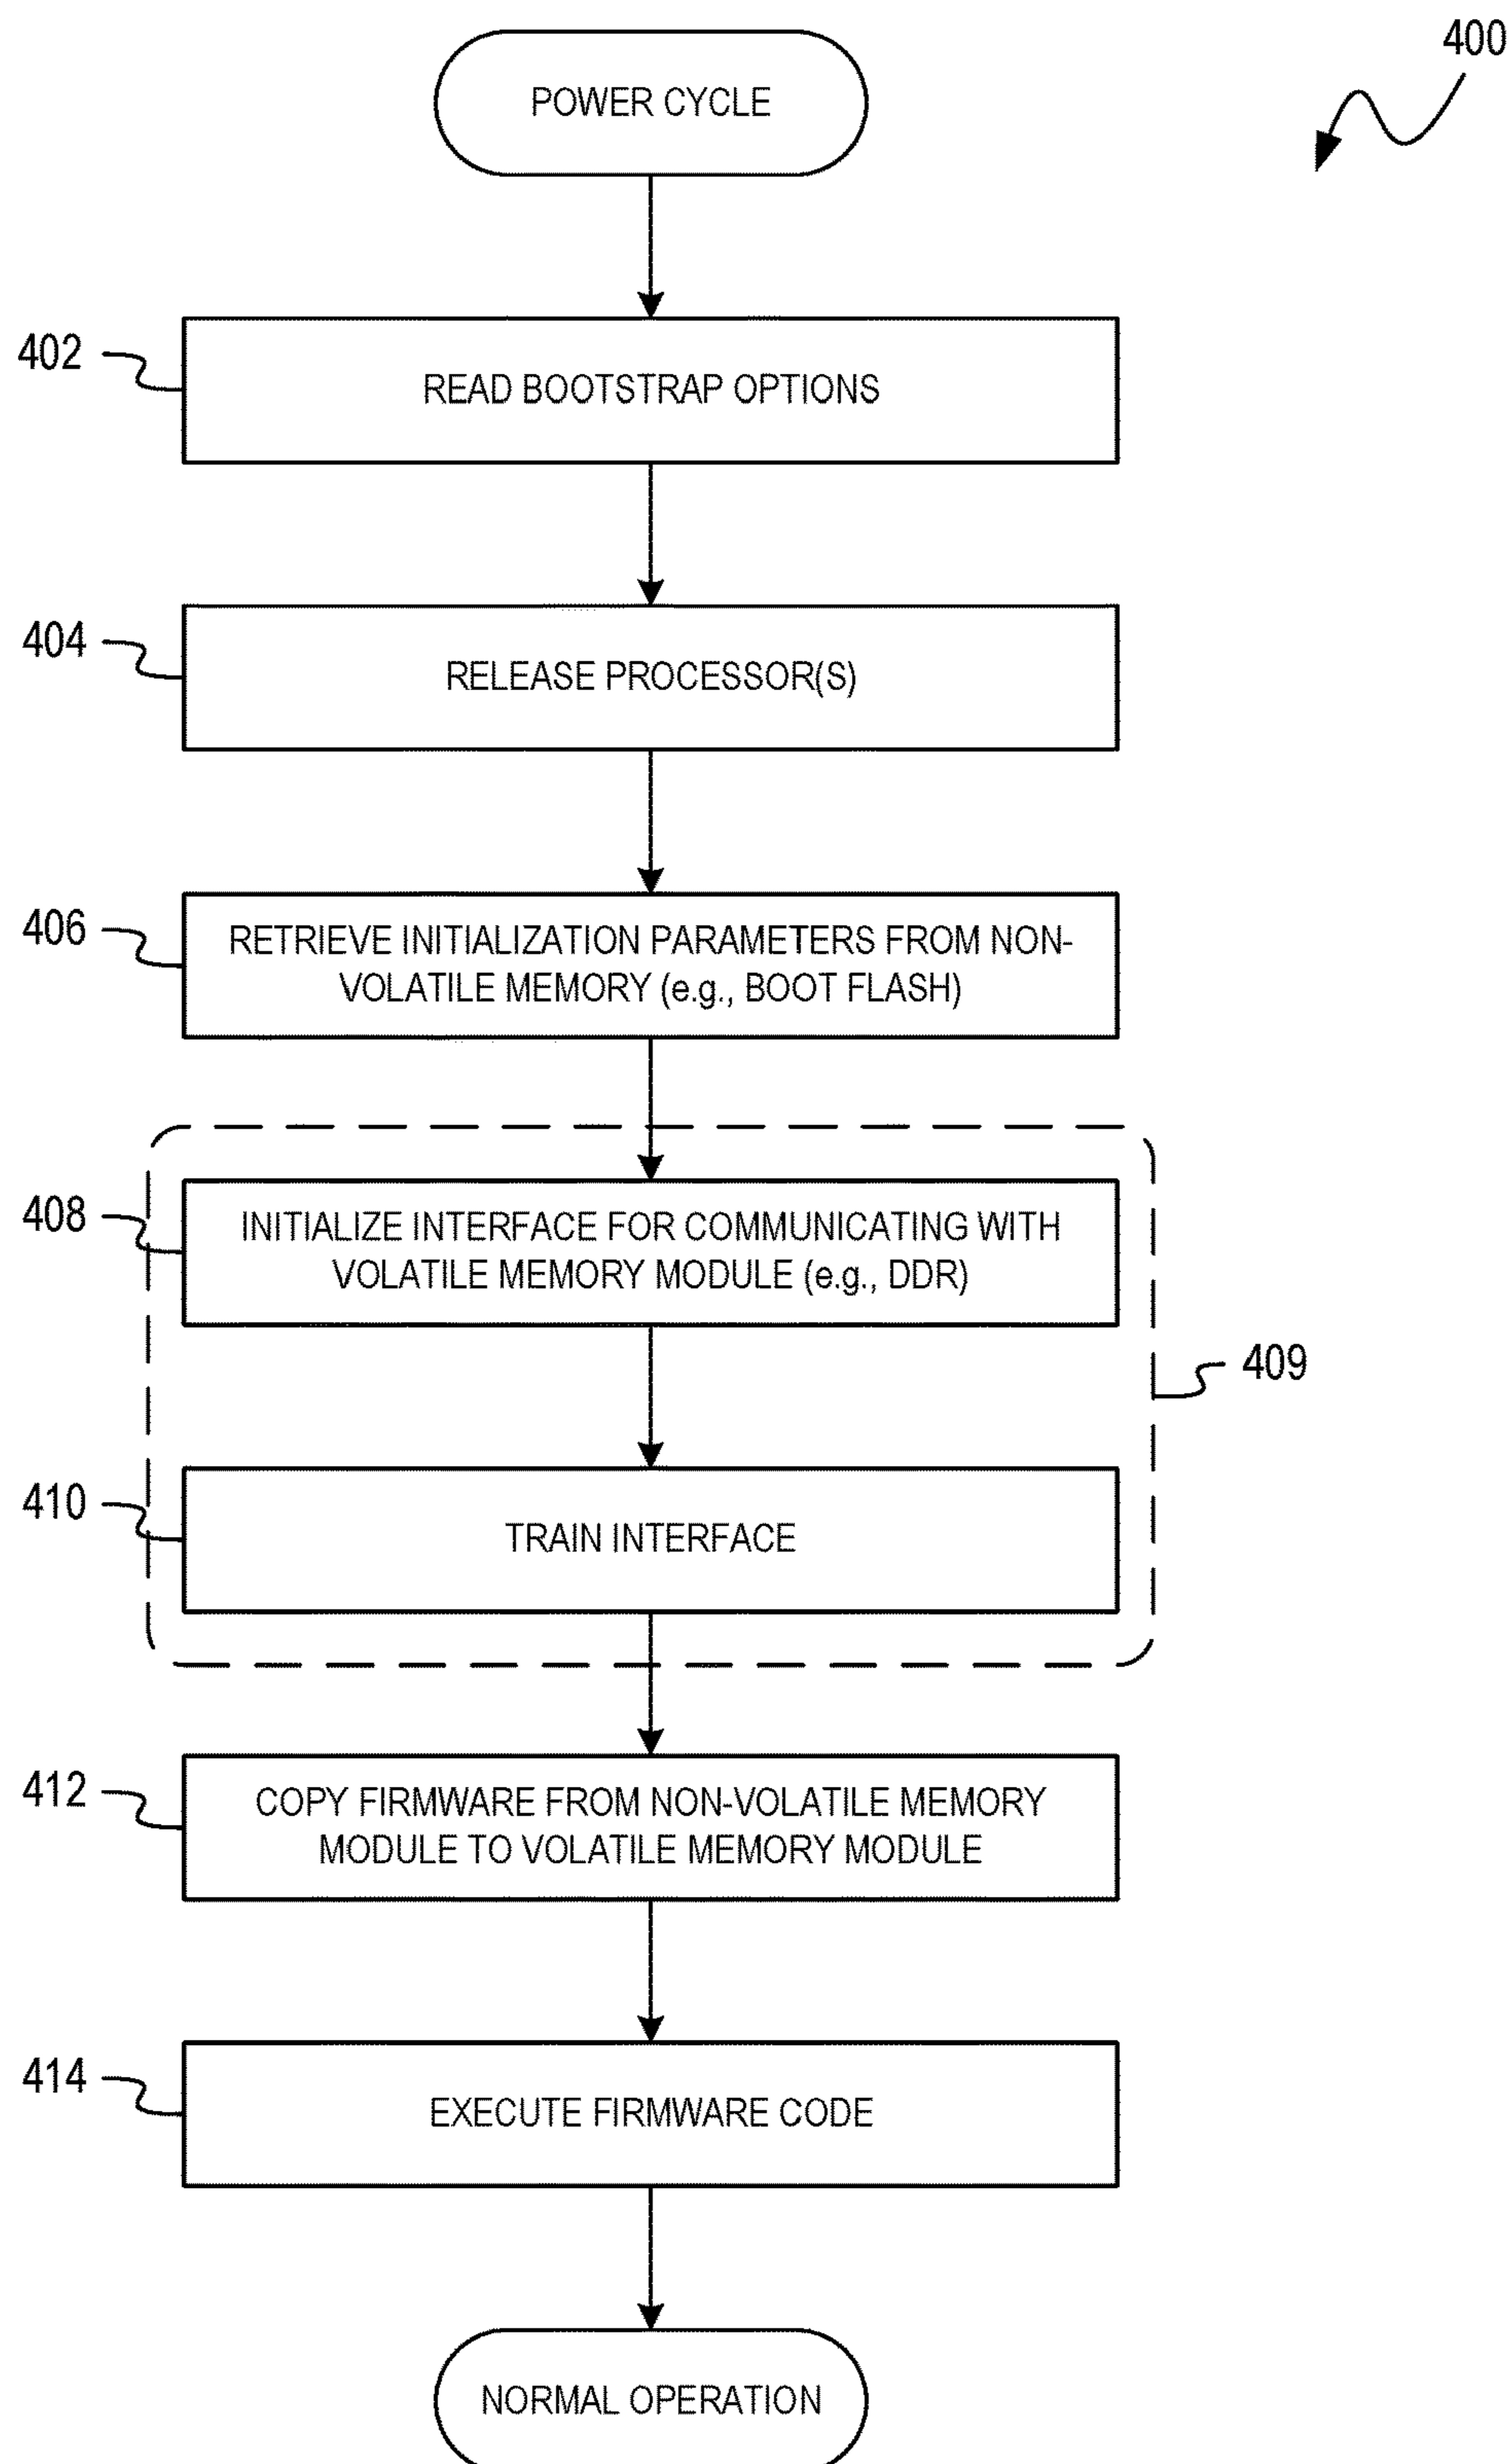 400
POWER CYCLE
402
READ BOOTSTRAP OPTIONS
404
RELEASE PROCESSOR(S)
406
RETRIEVE INITIALIZATION PARAMETERS FROM NON-
VOLATILE MEMORY (e.g., BOOT FLASH)
408
INITIALIZE INTERFACE FOR COMMUNICATING WITH
VOLATILE MEMORY MODULE (e.g., DDR)
409
410
TRAIN INTERFACE
412
COPY FIRMWARE FROM NON-VOLATILE MEMORY
MODULE TO VOLATILE MEMORY MODULE
414
EXECUTE FIRMWARE CODE
NORMAL OPERATION